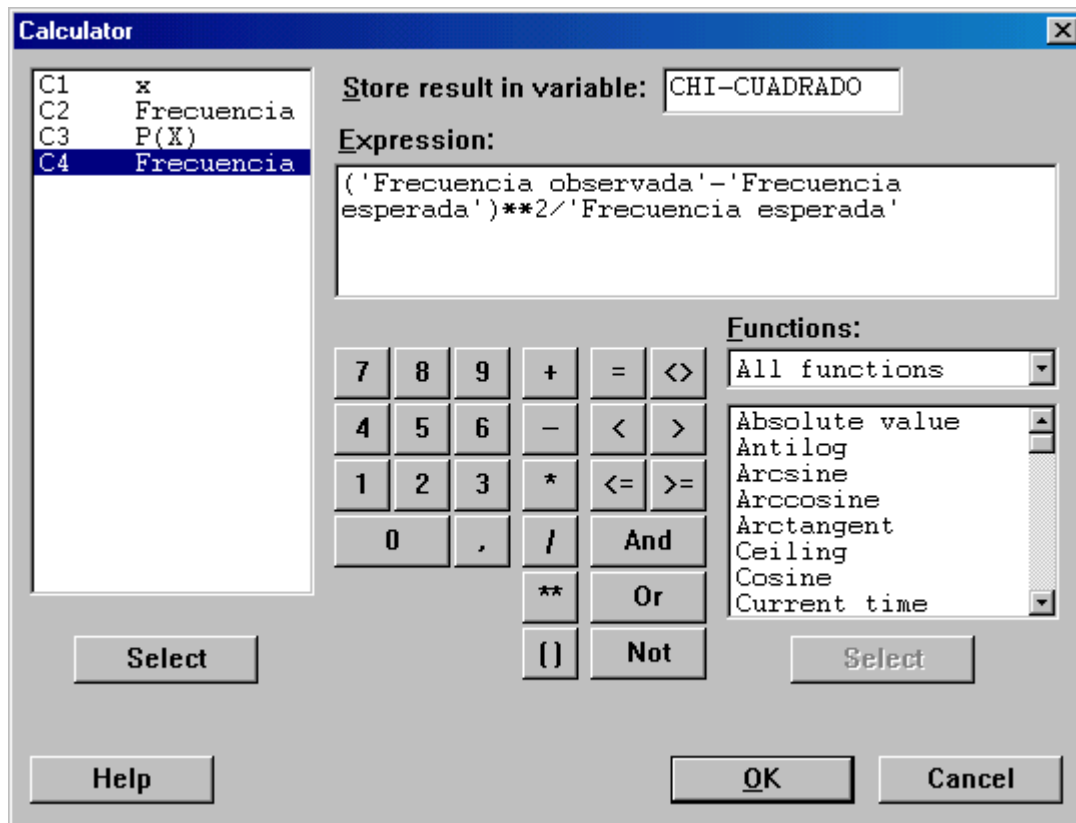 Calculator
C1 x
C2 Frecuencia
C3 P(X)
C4 Frecuencia
Store result in variable: CHI-CUADRADO
Expression:
('Frecuencia observada'-'Frecuencia
esperada')**2/'Frecuencia esperada'
Functions:
All functions
7 8 9 + = <>
4 5 6 - < >
1 2 3 * <= >=
0 , / And
** Or
() Not
Absolute value
Antilog
Arcsine
Arccosine
Arctangent
Ceiling
Cosine
Current time
Select
Select
Help
OK
Cancel